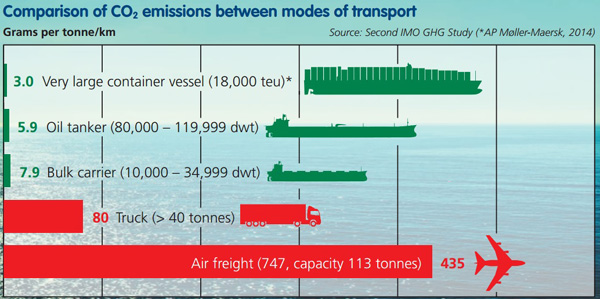 Comparison of CO₂ emissions between modes of transport
Grams per tonne/km Source: Second IMO GHG Study (*AP Møller-Maersk, 2014)
3.0 Very large container vessel (18,000 teu)*
5.9 Oil tanker (80,000 – 119,999 dwt)
7.9 Bulk carrier (10,000 – 34,999 dwt)
80 Truck (> 40 tonnes)
Air freight (747, capacity 113 tonnes) 435